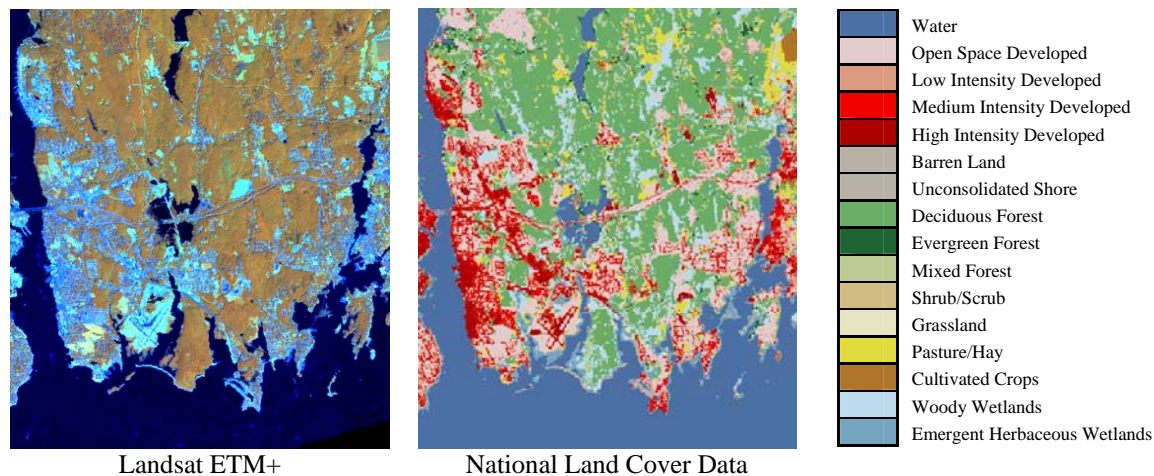 Water
Open Space Developed
Low Intensity Developed
Medium Intensity Developed
High Intensity Developed
Barren Land
Unconsolidated Shore
Deciduous Forest
Evergreen Forest
Mixed Forest
Shrub/Scrub
Grassland
Pasture/Hay
Cultivated Crops
Woody Wetlands
Emergent Herbaceous Wetlands
Landsat ETM+
National Land Cover Data